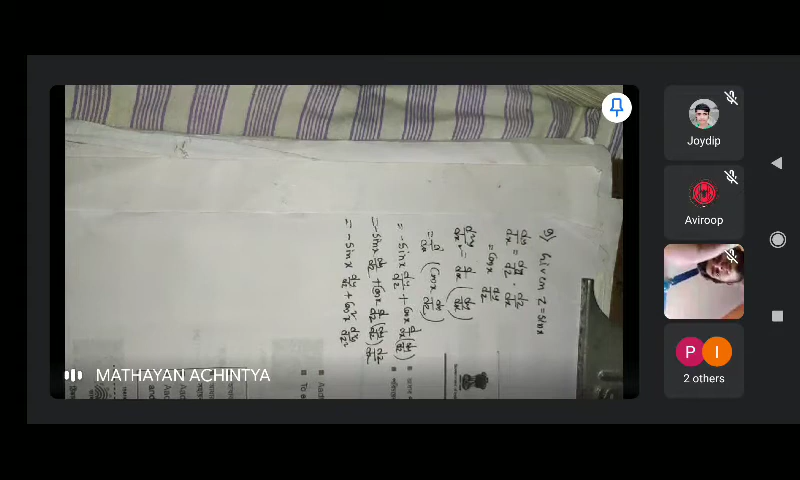 9) Given z = sinx
dy/dx = dy/dz · dz/dx
= cosx dy/dz
d²y/dx² = d/dx (dy/dx)
= d/dx (cosx dy/dz)
= -sinx dy/dz + cosx d/dx (dy/dz)
= -sinx dy/dz + cosx d/dz (dy/dz) dz/dx
= -sinx dy/dz + cos²x d²y/dz²
MATHAYAN ACHINTYA
Joydip
Aviroop
P
I
2 others